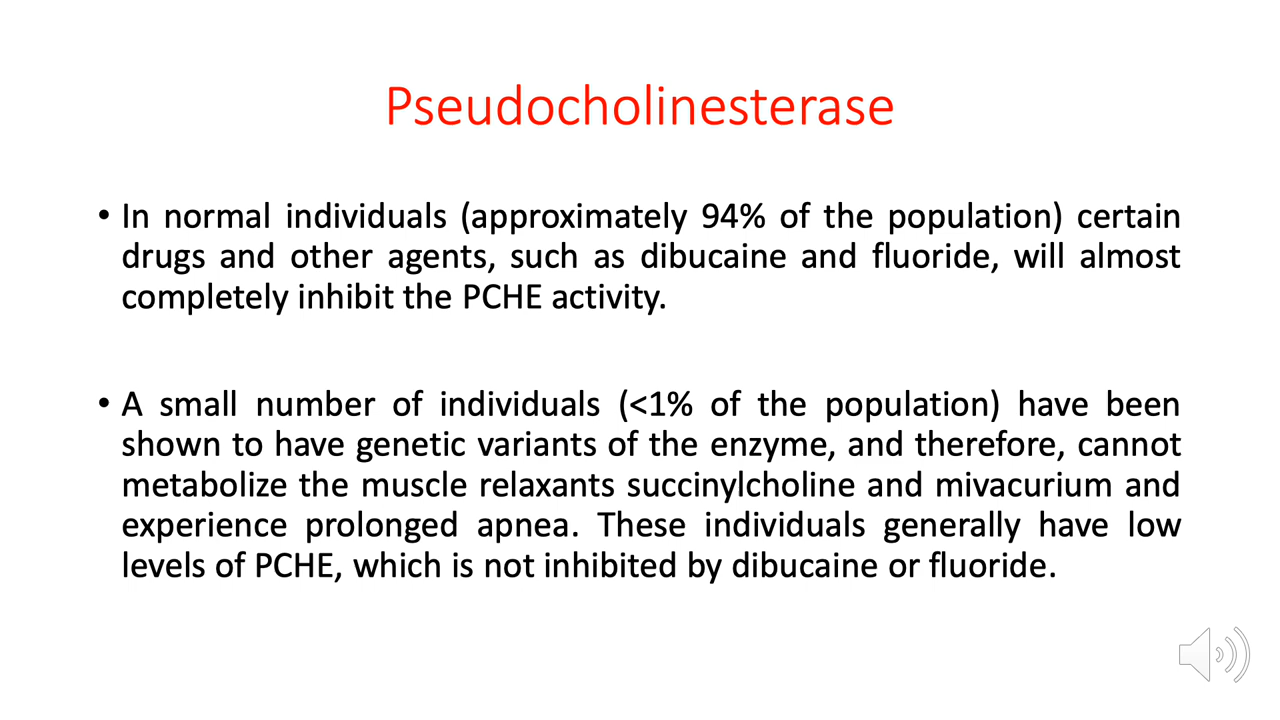 Pseudocholinesterase
• In normal individuals (approximately 94% of the population) certain
drugs and other agents, such as dibucaine and fluoride, will almost
completely inhibit the PCHE activity.
• A small number of individuals (<1% of the population) have been
shown to have genetic variants of the enzyme, and therefore, cannot
metabolize the muscle relaxants succinylcholine and mivacurium and
experience prolonged apnea. These individuals generally have low
levels of PCHE, which is not inhibited by dibucaine or fluoride.